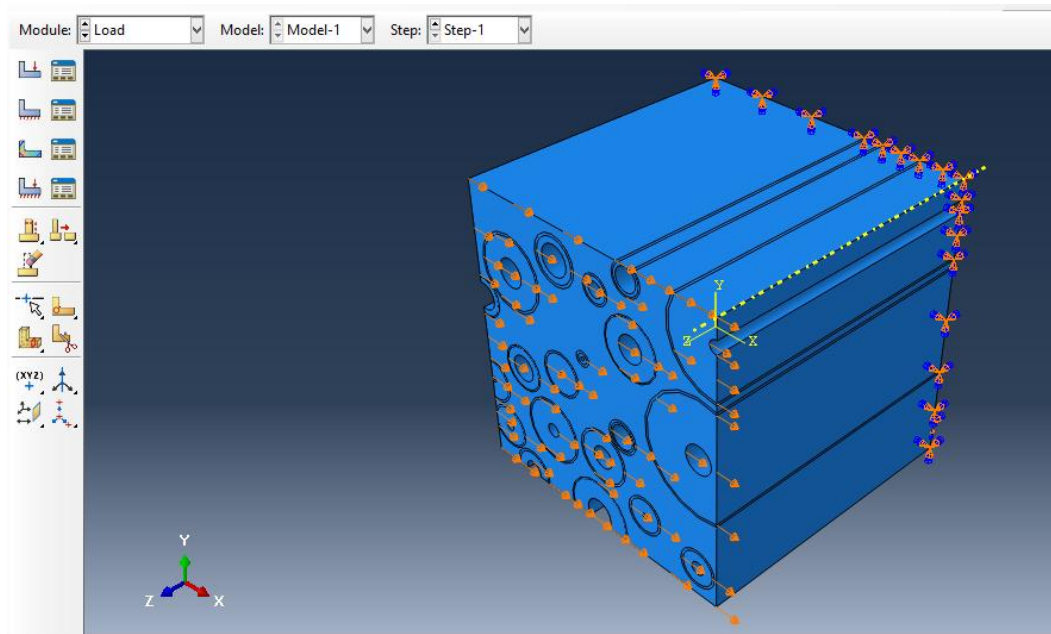 Module: Load Model: Model-1 Step: Step-1
(XYZ)
Y
Z X
Y
Z X